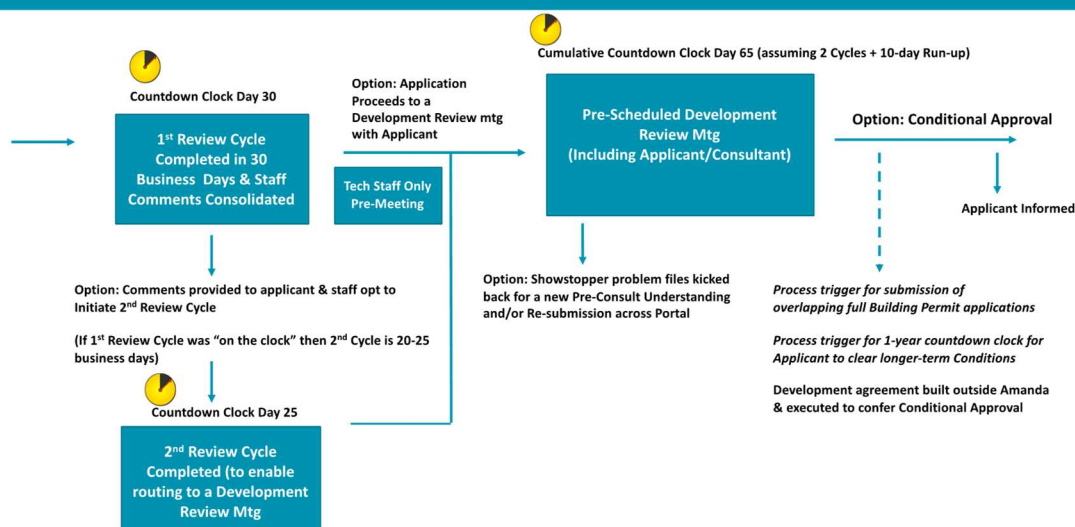 Countdown Clock Day 30
1st Review Cycle
Completed in 30
Business Days & Staff
Comments Consolidated
Option: Comments provided to applicant & staff opt to
Initiate 2nd Review Cycle
(If 1st Review Cycle was "on the clock" then 2nd Cycle is 20-25
business days)
Countdown Clock Day 25
2nd Review Cycle
Completed (to enable
routing to a Development
Review Mtg
Option: Application
Proceeds to a
Development Review mtg
with Applicant
Tech Staff Only
Pre-Meeting
Cumulative Countdown Clock Day 65 (assuming 2 Cycles + 10-day Run-up)
Pre-Scheduled Development
Review Mtg
(Including Applicant/Consultant)
Option: Showstopper problem files kicked
back for a new Pre-Consult Understanding
and/or Re-submission across Portal
Option: Conditional Approval
Applicant Informed
Process trigger for submission of
overlapping full Building Permit applications
Process trigger for 1-year countdown clock for
Applicant to clear longer-term Conditions
Development agreement built outside Amanda
& executed to confer Conditional Approval